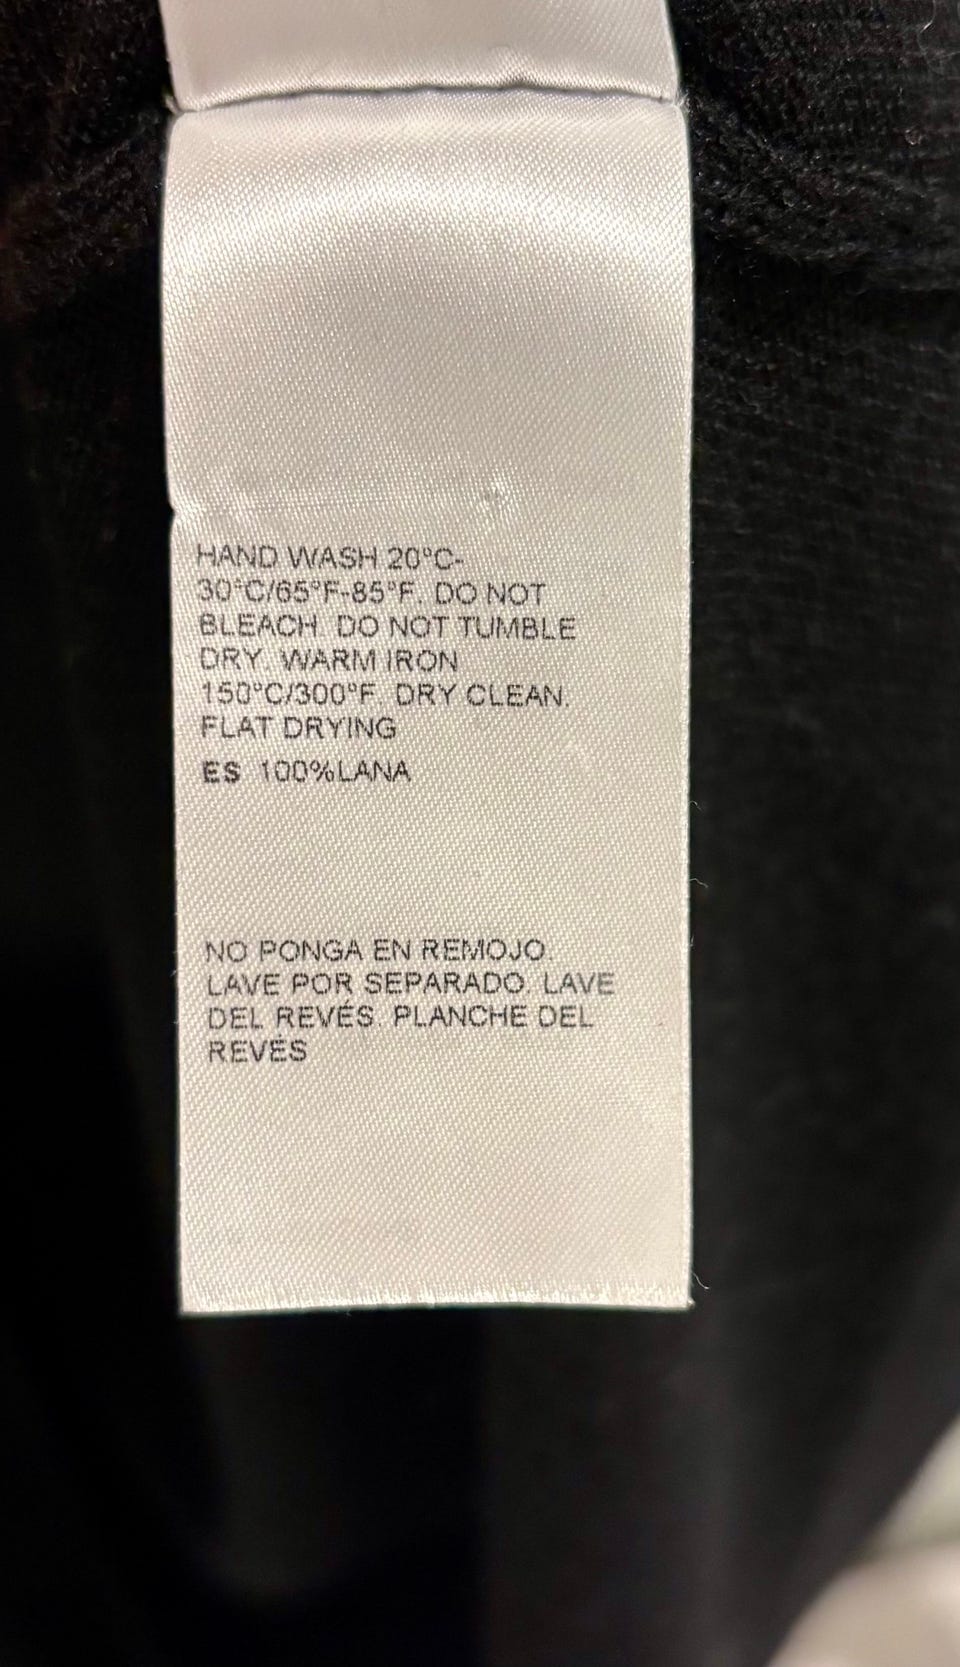 HAND WASH 20°C-
30°C/65°F-85°F. DO NOT
BLEACH. DO NOT TUMBLE
DRY. WARM IRON
150°C/300°F. DRY CLEAN.
FLAT DRYING
ES 100%LANA
NO PONGA EN REMOJO.
LAVE POR SEPARADO. LAVE
DEL REVÉS. PLANCHE DEL
REVÉS